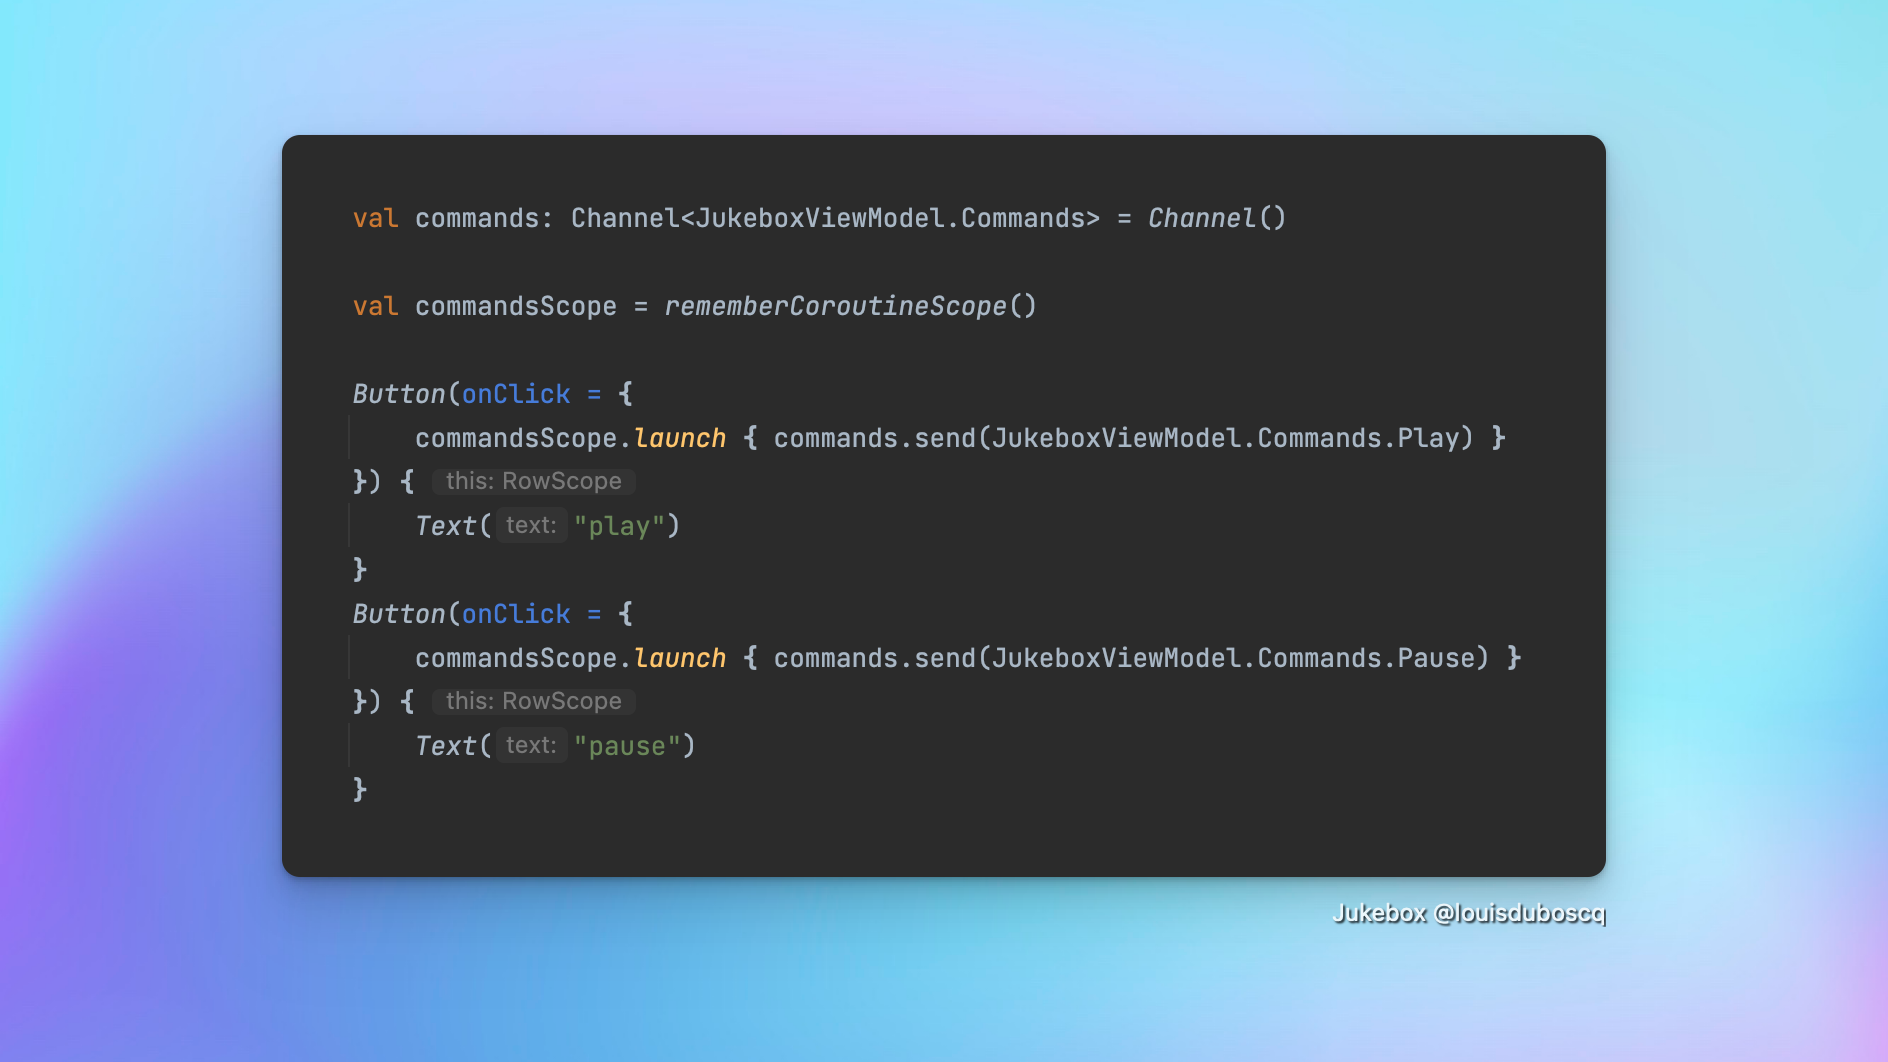 val commands: Channel<JukeboxViewModel.Commands> = Channel()
val commandsScope = rememberCoroutineScope()
Button(onClick = {
commandsScope.launch { commands.send(JukeboxViewModel.Commands.Play) }
}) { this: RowScope
Text( text: "play")
}
Button(onClick = {
commandsScope.launch { commands.send(JukeboxViewModel.Commands.Pause) }
}) { this: RowScope
Text( text: "pause")
}
Jukebox @louisduboscq